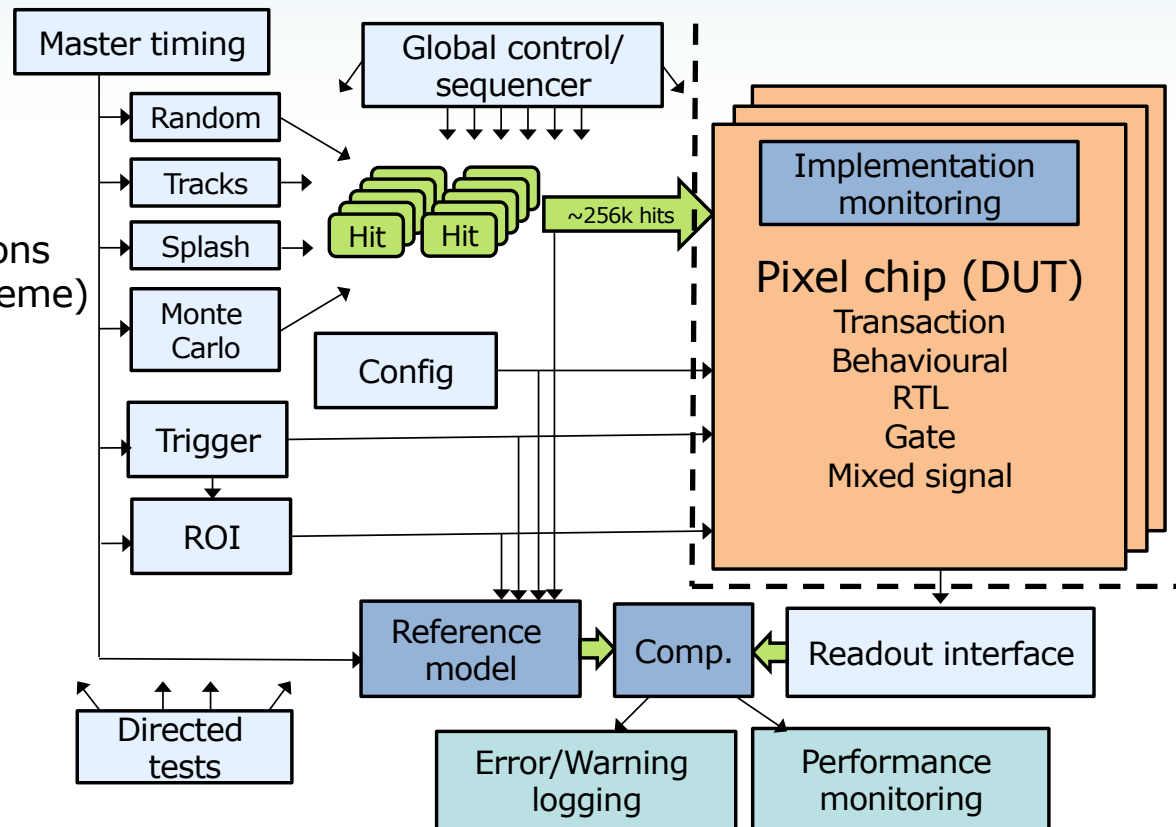 Master timing
Global control/
sequencer
Random
Tracks
Splash
Monte
Carlo
ons
eme)
Hit
Hit
~256k hits
Implementation
monitoring
Pixel chip (DUT)
Transaction
Behavioural
RTL
Gate
Mixed signal
Config
Trigger
ROI
Reference
model
Comp.
Readout interface
Directed
tests
Error/Warning
logging
Performance
monitoring